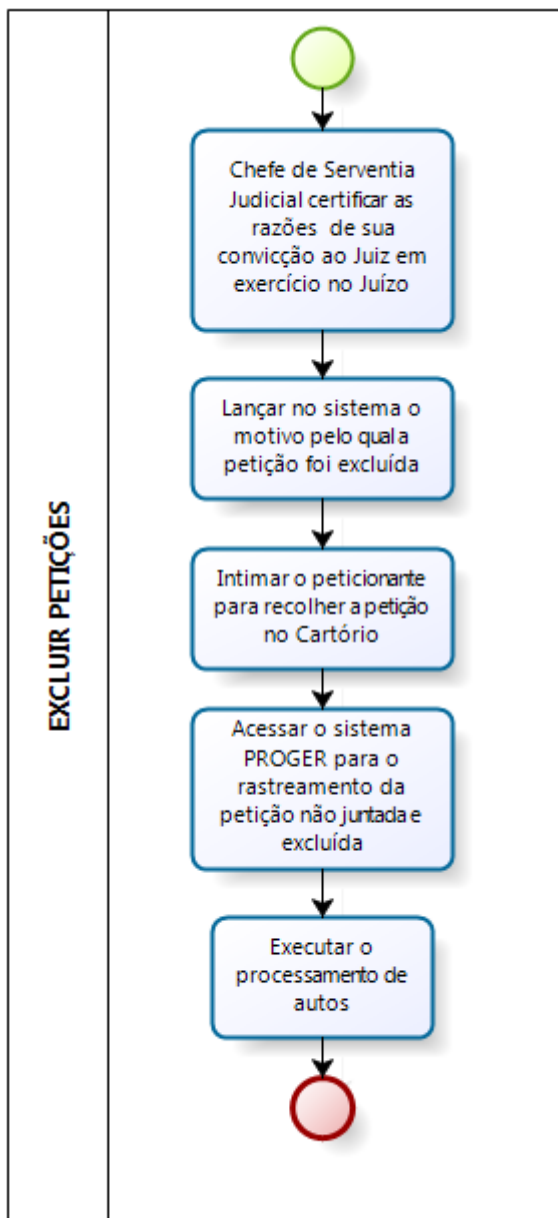 EXCLUIR PETIÇÕES
Chefe de Serventia
Judicial certificar as
razões de sua
convicção ao Juiz em
exercício no Juízo
Lançar no sistema o
motivo pelo qual a
petição foi excluída
Intimar o peticionante
para recolher a petição
no Cartório
Acessar o sistema
PROGER para o
rastreamento da
petição não juntada e
excluída
Executar o
processamento de
autos